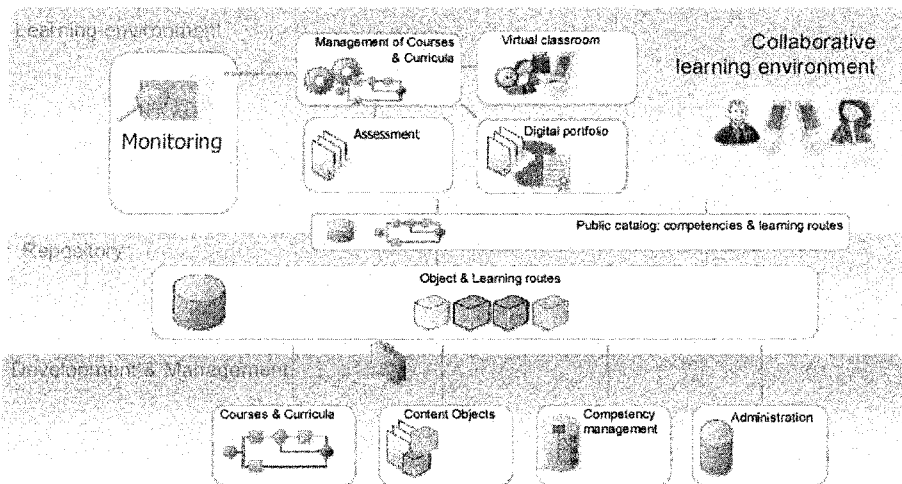 Learning environment
Management of Courses
& Curricula
Virtual classroom
Collaborative
learning environment
Monitoring
Assessment
Digital portfolio
Public catalog: competencies & learning routes
Repository
Object & Learning routes
Development & Management
Courses & Curricula
Content Objects
Competency
management
Administration